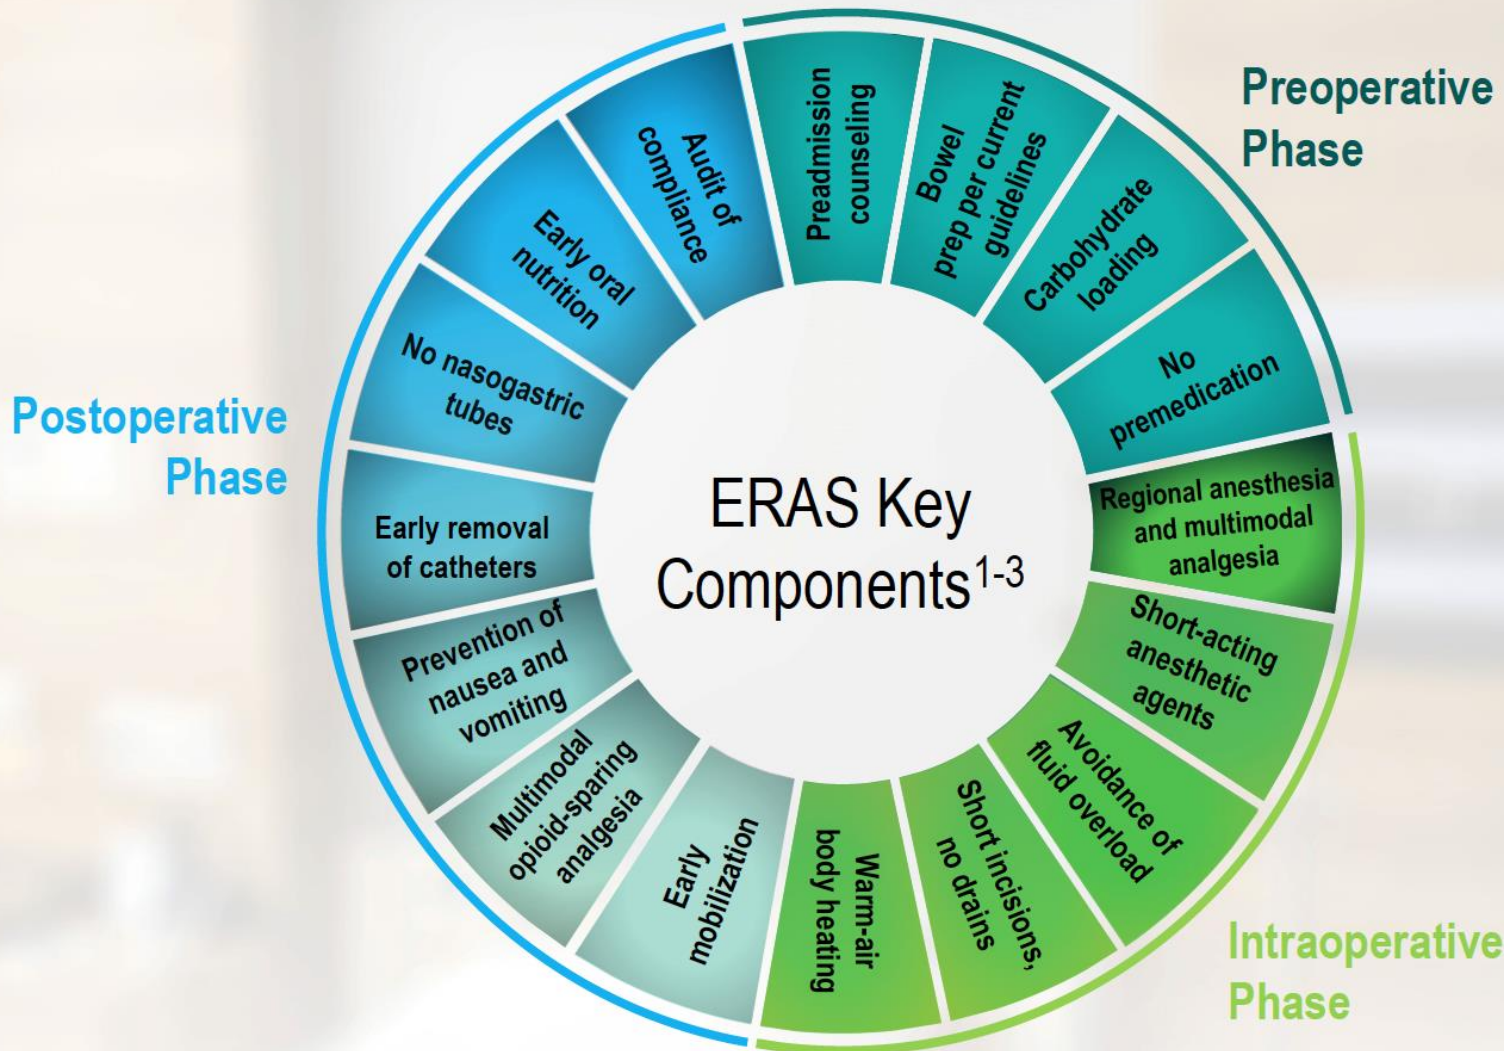 ERAS Key
Components1-3
Preoperative
Phase
Preadmission
counseling
Bowel
prep per current
guidelines
Carbohydrate
loading
No
premedication
Intraoperative
Phase
Regional anesthesia
and multimodal
analgesia
Short-acting
anesthetic
agents
Avoidance of
fluid overload
Short incisions,
no drains
Warm-air
body heating
Postoperative
Phase
Early
mobilization
Multimodal
opioid-sparing
analgesia
Prevention of
nausea and
vomiting
Early removal
of catheters
No nasogastric
tubes
Early oral
nutrition
Audit of
compliance